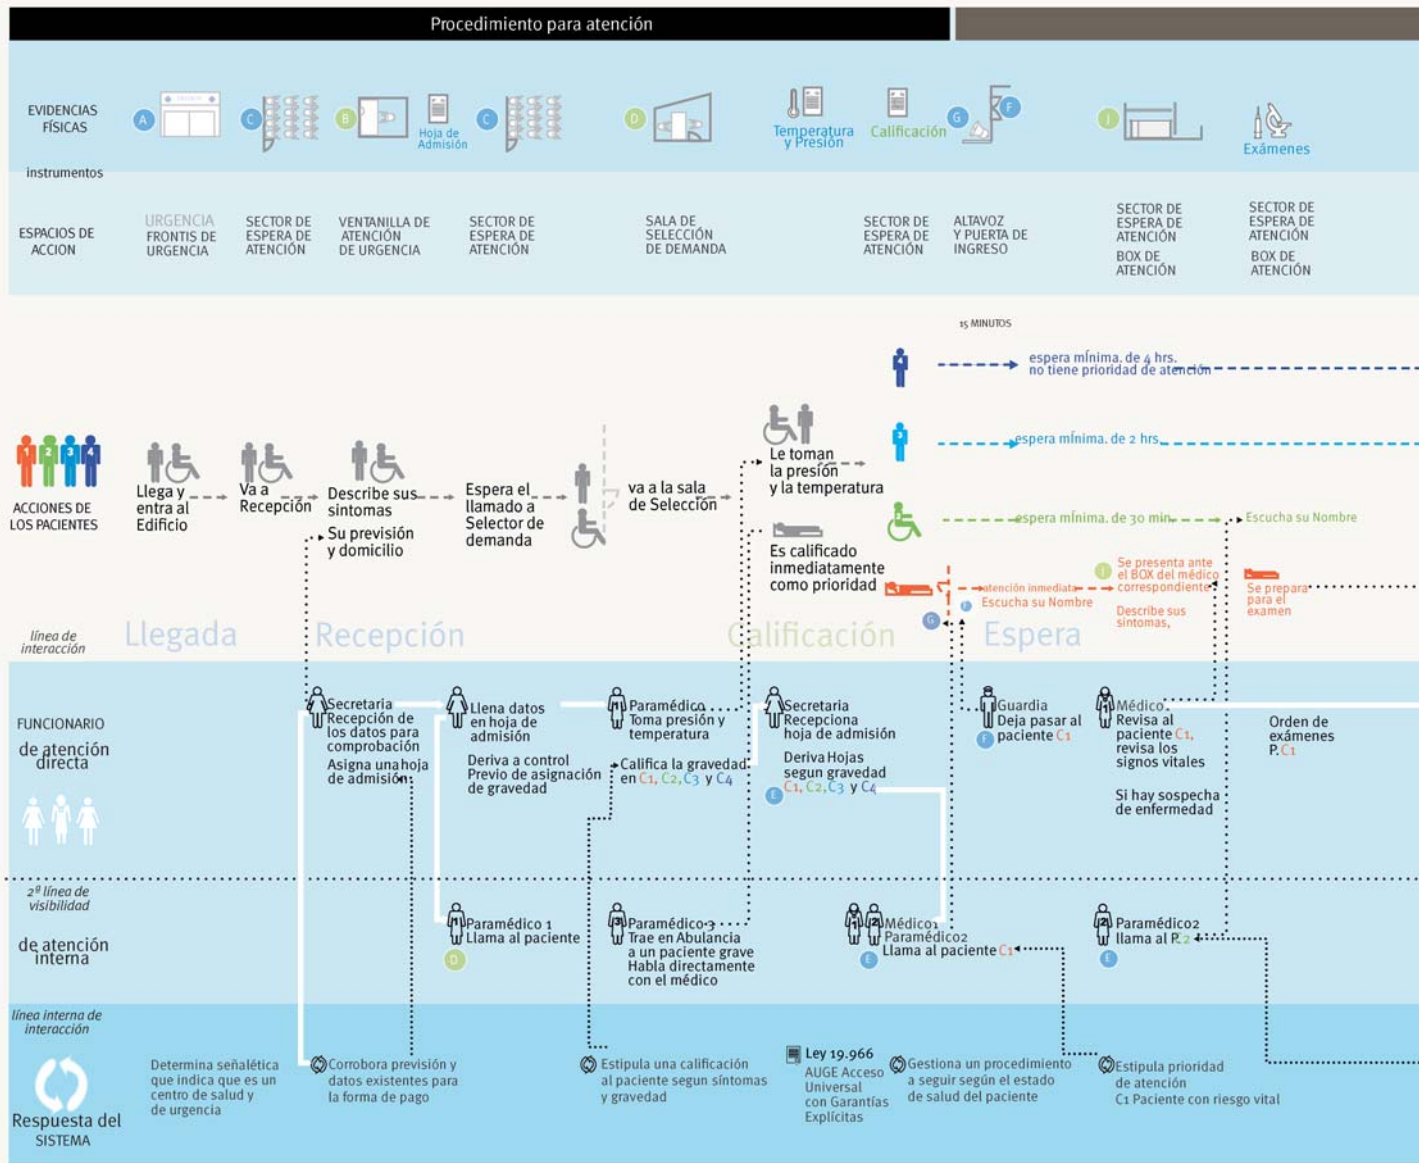 Procedimiento para atención
EVIDENCIAS
FÍSICAS
instrumentos
A
C
B
Hoja de
Admisión
C
D
Temperatura
y Presión
Calificación
G
F
J
Exámenes
ESPACIOS DE
ACCION
URGENCIA
FRONTIS DE
URGENCIA
SECTOR DE
ESPERA DE
ATENCIÓN
VENTANILLA DE
ATENCIÓN
DE URGENCIA
SECTOR DE
ESPERA DE
ATENCIÓN
SALA DE
SELECCIÓN
DE DEMANDA
SECTOR DE
ESPERA DE
ATENCIÓN
ALTAVOZ
Y PUERTA DE
INGRESO
SECTOR DE
ESPERA DE
ATENCIÓN
BOX DE
ATENCIÓN
SECTOR DE
ESPERA DE
ATENCIÓN
BOX DE
ATENCIÓN
15 MINUTOS
4
espera mínima. de 4 hrs.
no tiene prioridad de atención
3
espera mínima. de 2 hrs.
1 2 3 4
ACCIONES DE
LOS PACIENTES
Llega y
entra al
Edificio
Va a
Recepción
Describe sus
sintomas
Su previsión
y domicilio
Espera el
llamado a
Selector de
demanda
va a la sala
de Selección
Le toman
la presión
y la temperatura
Es calificado
inmediatamente
como prioridad
espera mínima. de 30 min.
Escucha su Nombre
atención inmediata
Escucha su Nombre
F
G
Se presenta ante
el BOX del médico
correspondiente
Describe sus
sintomas,
Se prepara
para el
examen
línea de
interacción
Llegada
Recepción
Calificación
Espera
FUNCIONARIO
de atención
directa
Secretaria
Recepción de
los datos para
comprobación
Asigna una hoja
de admisión
Llena datos
en hoja de
admisión
Deriva a control
Previo de asignación
de gravedad
1
Paramédico
Toma presión y
temperatura
Califica la gravedad
en C1, C2, C3 y C4
Secretaria
Recepciona
hoja de admisión
Deriva Hojas
segun gravedad
C1, C2, C3 y C4
E
Guardia
Deja pasar al
paciente C1
F
Médico
Revisa al
paciente C1,
revisa los
signos vitales
Si hay sospecha
de enfermedad
Orden de
exámenes
P. C1
2ª línea de
visibilidad
de atención
interna
1
Paramédico 1
Llama al paciente
D
3
Paramédico 3
Trae en Abulancia
a un paciente grave
Habla directamente
con el médico
2
Médico1
Paramédico2
Llama al paciente C1
E
2
Paramédico2
llama al P. C2
E
línea interna de
interacción
Respuesta del
SISTEMA
Determina señalética
que indica que es un
centro de salud y
de urgencia
Corrobora previsión y
datos existentes para
la forma de pago
Estipula una calificación
al paciente segun síntomas
y gravedad
Ley 19.966
AUGE Acceso
Universal
con Garantías
Explícitas
Gestiona un procedimiento
a seguir según el estado
de salud del paciente
Estipula prioridad
de atención
C1 Paciente con riesgo vital